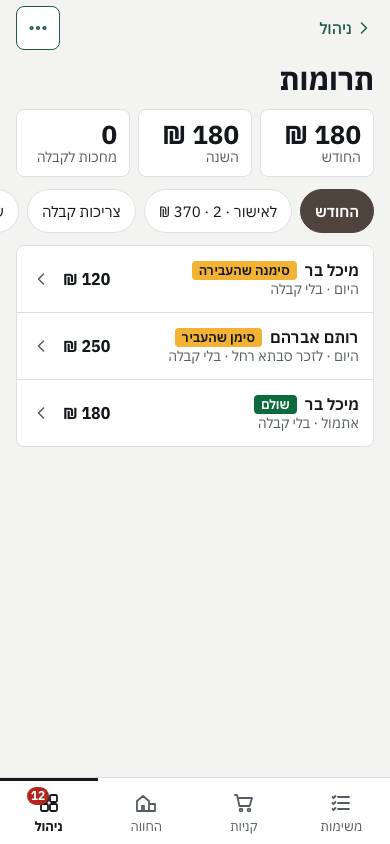 ניהול
תרומות
180 ₪
החודש
180 ₪
השנה
0
מחכות לקבלה
החודש
לאישור · 2 · 370 ₪
צריכות קבלה
מיכל בר סימנה שהעבירה
120 ₪
היום · בלי קבלה
רותם אברהם סימן שהעביר
250 ₪
היום · לזכר סבתא רחל · בלי קבלה
מיכל בר שולם
180 ₪
אתמול · בלי קבלה
משימות
קניות
החווה
12
ניהול